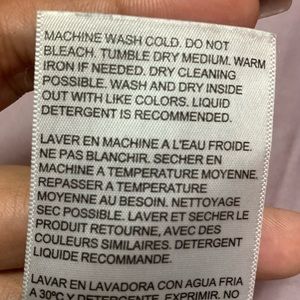 MACHINE WASH COLD. DO NOT
BLEACH. TUMBLE DRY MEDIUM. WARM
IRON IF NEEDED. DRY CLEANING
POSSIBLE. WASH AND DRY INSIDE
OUT WITH LIKE COLORS. LIQUID
DETERGENT IS RECOMMENDED.
LAVER EN MACHINE A L'EAU FROIDE.
NE PAS BLANCHIR. SECHER EN
MACHINE A TEMPERATURE MOYENNE.
REPASSER A TEMPERATURE
MOYENNE AU BESOIN. NETTOYAGE
SEC POSSIBLE. LAVER ET SECHER LE
PRODUIT RETOURNE, AVEC DES
COULEURS SIMILAIRES. DETERGENT
LIQUIDE RECOMMANDE.
LAVAR EN LAVADORA CON AGUA FRIA
A 30ºC Y DETERGENTE. EXPRIMIR. NO